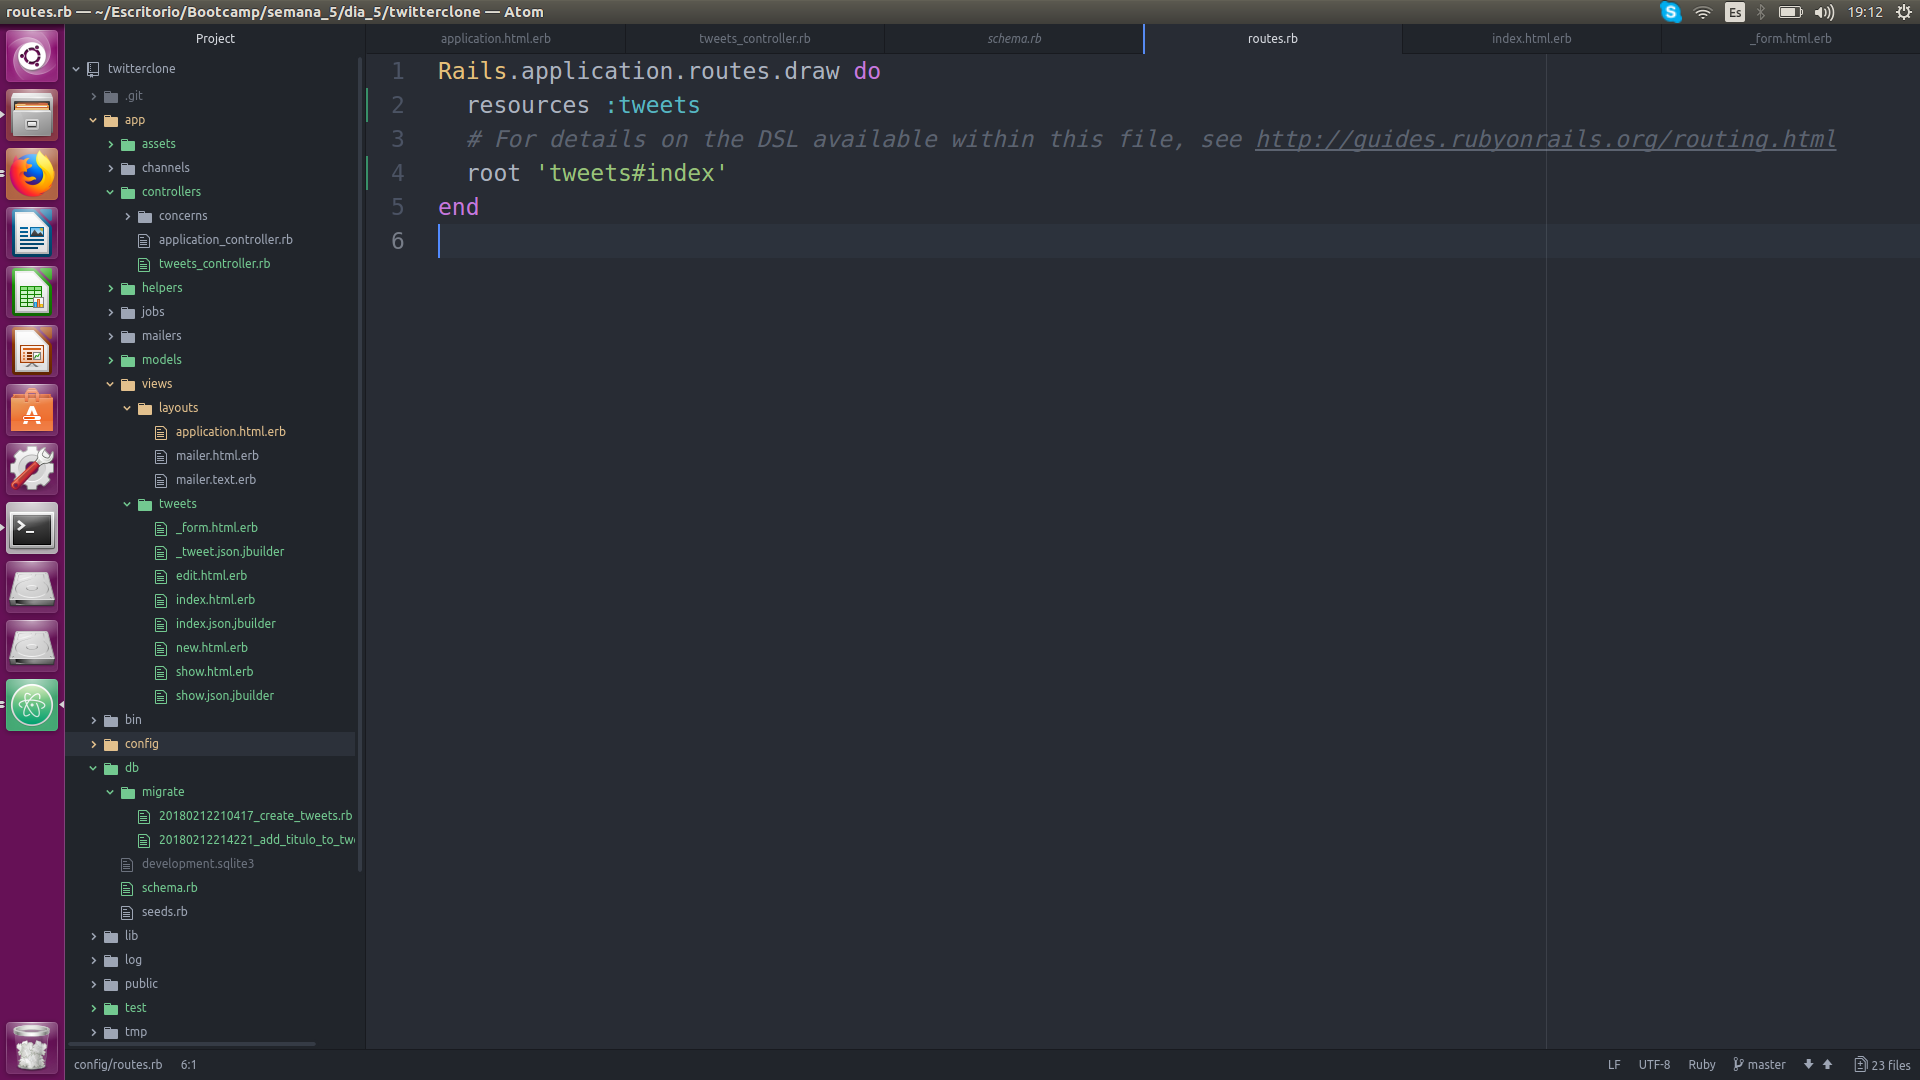 routes.rb — ~/Escritorio/Bootcamp/semana_5/dia_5/twitterclone — Atom
Es
19:12
Project
application.html.erb
tweets_controller.rb
schema.rb
routes.rb
index.html.erb
_form.html.erb
twitterclone
.git
app
assets
channels
controllers
concerns
application_controller.rb
tweets_controller.rb
helpers
jobs
mailers
models
views
layouts
application.html.erb
mailer.html.erb
mailer.text.erb
tweets
_form.html.erb
_tweet.json.jbuilder
edit.html.erb
index.html.erb
index.json.jbuilder
new.html.erb
show.html.erb
show.json.jbuilder
bin
config
db
migrate
20180212210417_create_tweets.rb
20180212214221_add_titulo_to_twe
development.sqlite3
schema.rb
seeds.rb
lib
log
public
test
tmp
1 Rails.application.routes.draw do
2 resources :tweets
3 # For details on the DSL available within this file, see http://guides.rubyonrails.org/routing.html
4 root 'tweets#index'
5 end
6
config/routes.rb 6:1
LF UTF-8 Ruby master 23 files